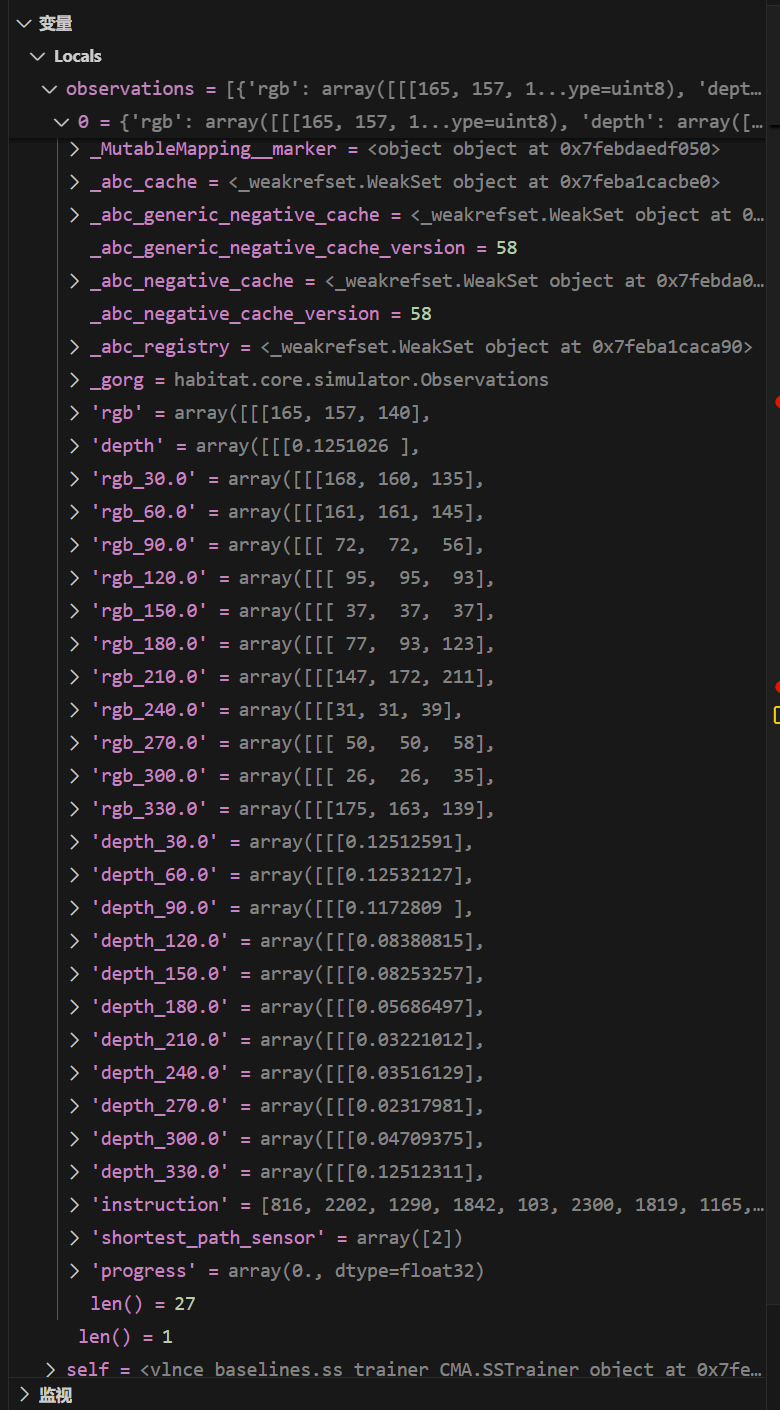 变量
Locals
observations = [{'rgb': array([[[165, 157, 1...ype=uint8), 'dept…
0 = {'rgb': array([[[165, 157, 1...ype=uint8), 'depth': array([…
_MutableMapping__marker = <object object at 0x7febdaedf050>
_abc_cache = <_weakrefset.WeakSet object at 0x7feba1cacbe0>
_abc_generic_negative_cache = <_weakrefset.WeakSet object at 0…
_abc_generic_negative_cache_version = 58
_abc_negative_cache = <_weakrefset.WeakSet object at 0x7febda0…
_abc_negative_cache_version = 58
_abc_registry = <_weakrefset.WeakSet object at 0x7feba1caca90>
_gorg = habitat.core.simulator.Observations
'rgb' = array([[[165, 157, 140],
'depth' = array([[[0.1251026 ],
'rgb_30.0' = array([[[168, 160, 135],
'rgb_60.0' = array([[[161, 161, 145],
'rgb_90.0' = array([[[ 72,  72,  56],
'rgb_120.0' = array([[[ 95,  95,  93],
'rgb_150.0' = array([[[ 37,  37,  37],
'rgb_180.0' = array([[[ 77,  93, 123],
'rgb_210.0' = array([[[147, 172, 211],
'rgb_240.0' = array([[[31, 31, 39],
'rgb_270.0' = array([[[ 50,  50,  58],
'rgb_300.0' = array([[[ 26,  26,  35],
'rgb_330.0' = array([[[175, 163, 139],
'depth_30.0' = array([[[0.12512591],
'depth_60.0' = array([[[0.12532127],
'depth_90.0' = array([[[0.1172809 ],
'depth_120.0' = array([[[0.08380815],
'depth_150.0' = array([[[0.08253257],
'depth_180.0' = array([[[0.05686497],
'depth_210.0' = array([[[0.03221012],
'depth_240.0' = array([[[0.03516129],
'depth_270.0' = array([[[0.02317981],
'depth_300.0' = array([[[0.04709375],
'depth_330.0' = array([[[0.12512311],
'instruction' = [816, 2202, 1290, 1842, 103, 2300, 1819, 1165,…
'shortest_path_sensor' = array([2])
'progress' = array(0., dtype=float32)
len() = 27
len() = 1
self = <vlnce_baselines.ss_trainer_CMA.SSTrainer object at 0x7fe…
监视